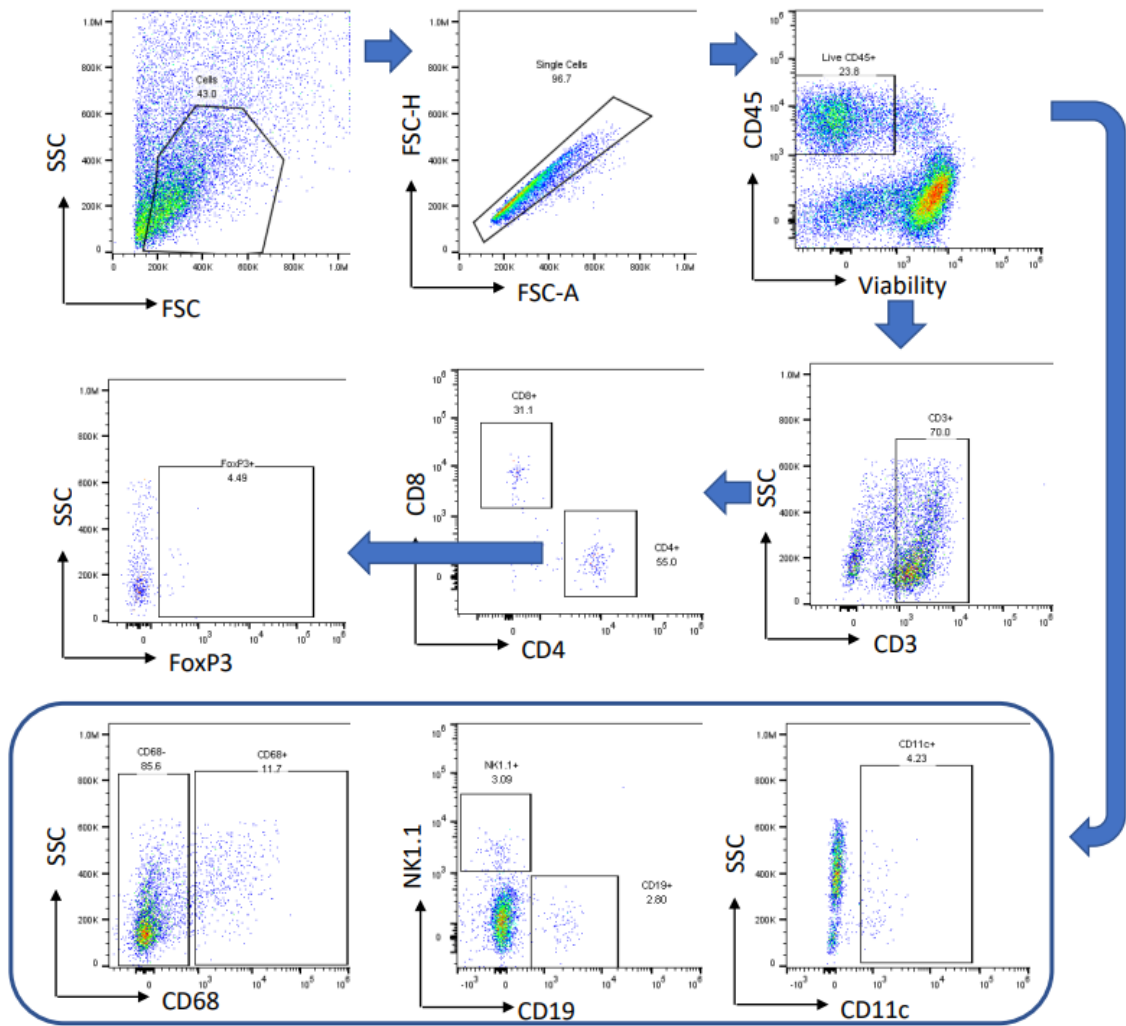 1.0M
800K
600K
400K
200K
0
Cells
43.0
0 200K 400K 600K 800K 1.0M
SSC
FSC
1.0M
800K
600K
400K
200K
0
Single Cells
96.7
0 200K 400K 600K 800K 1.0M
FSC-H
FSC-A
10^6
10^5
10^4
10^3
0
Live CD45+
23.8
0 10^3 10^4 10^5 10^6
CD45
Viability
1.0M
800K
600K
400K
200K
0
FoxP3+
4.49
0 10^3 10^4 10^5 10^6
SSC
FoxP3
10^6
10^5
10^4
10^3
0
CD8+
31.1
CD4+
55.0
0 10^3 10^4 10^5 10^6
CD8
CD4
1.0M
800K
600K
400K
200K
0
CD3+
70.0
0 10^3 10^4 10^5 10^6
SSC
CD3
1.0M
800K
600K
400K
200K
0
CD68-
85.6
CD68+
11.7
0 10^3 10^4 10^5 10^6
SSC
CD68
10^6
10^5
10^4
10^3
0
NK1.1+
3.09
CD19+
2.80
-10^3 0 10^3 10^4 10^5 10^6
NK1.1
CD19
1.0M
800K
600K
400K
200K
0
CD11c+
4.23
-10^3 0 10^3 10^4 10^5 10^6
SSC
CD11c